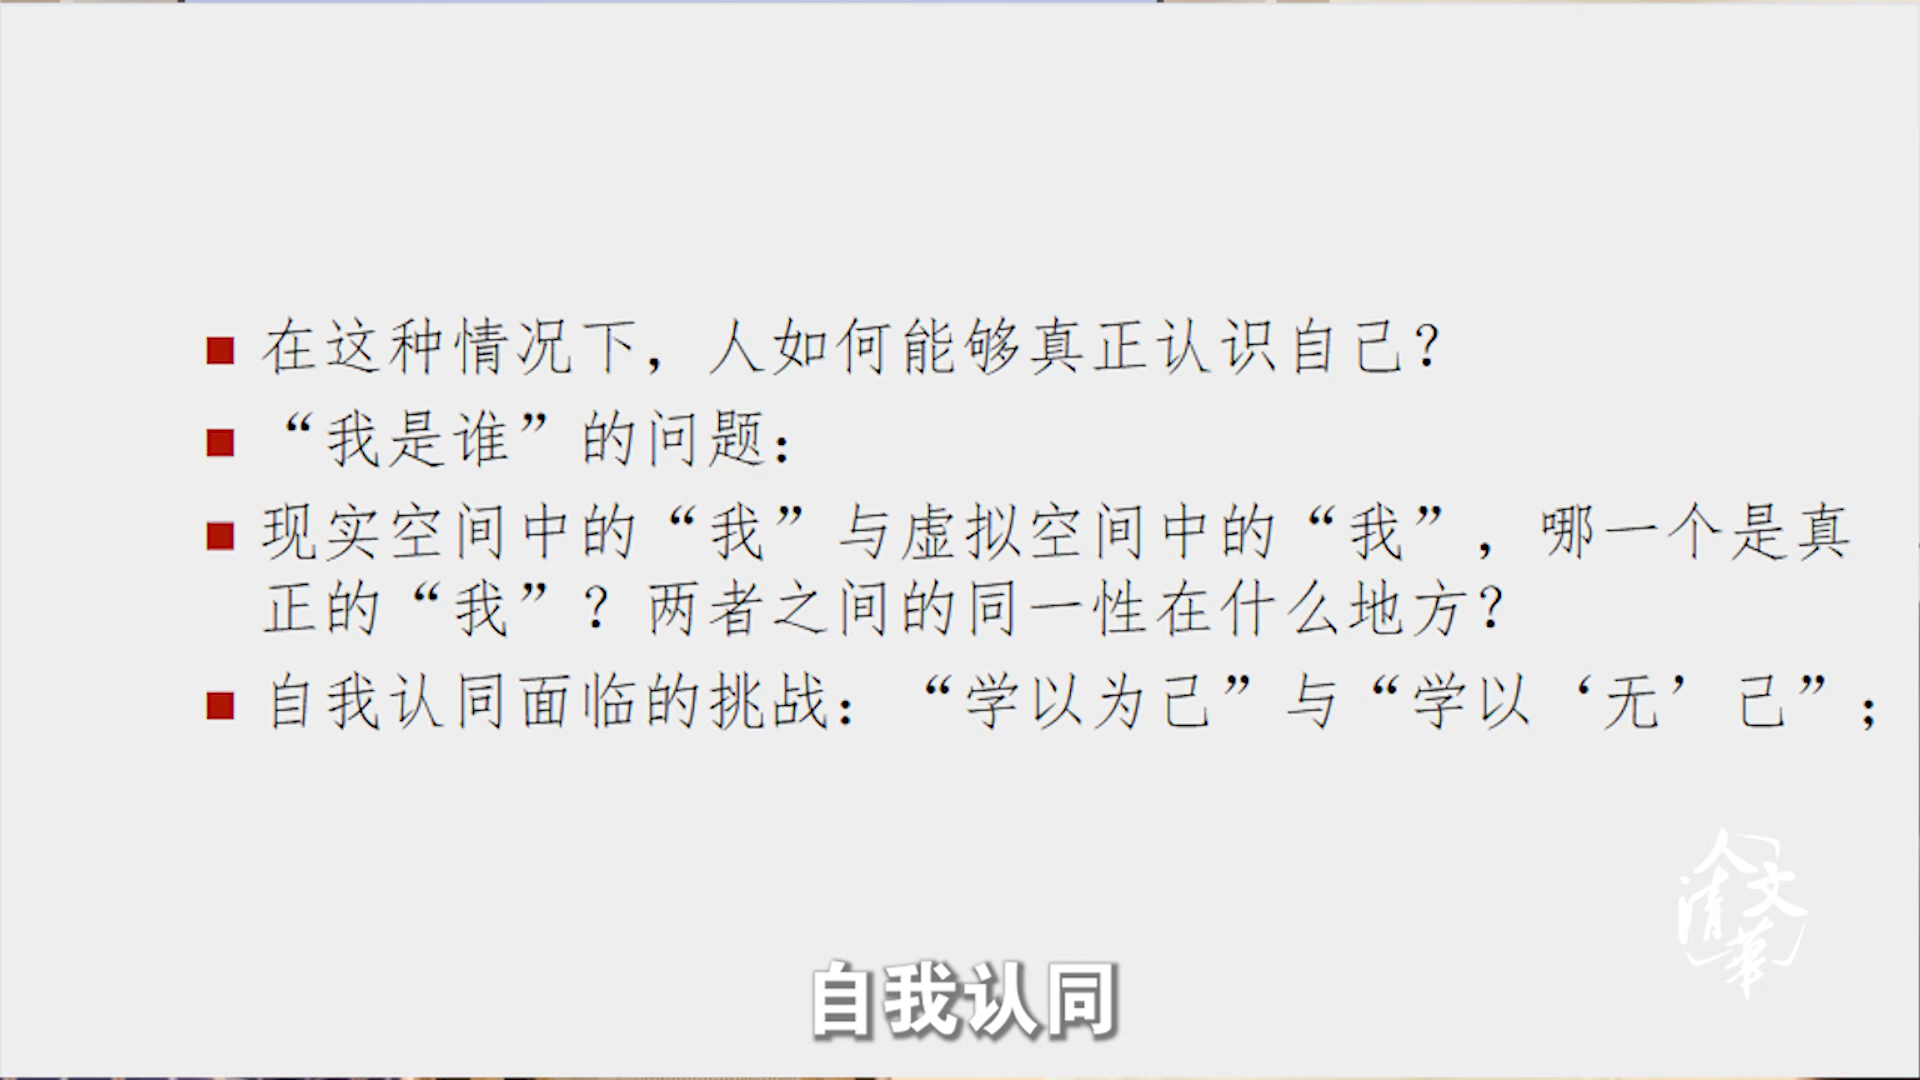 在这种情况下，人如何能够真正认识自己？
“我是谁”的问题：
现实空间中的“我”与虚拟空间中的“我”，哪一个是真
正的“我”？两者之间的同一性在什么地方？
自我认同面临的挑战：“学以为己”与“学以‘无’己”；
人文
清華
自我认同